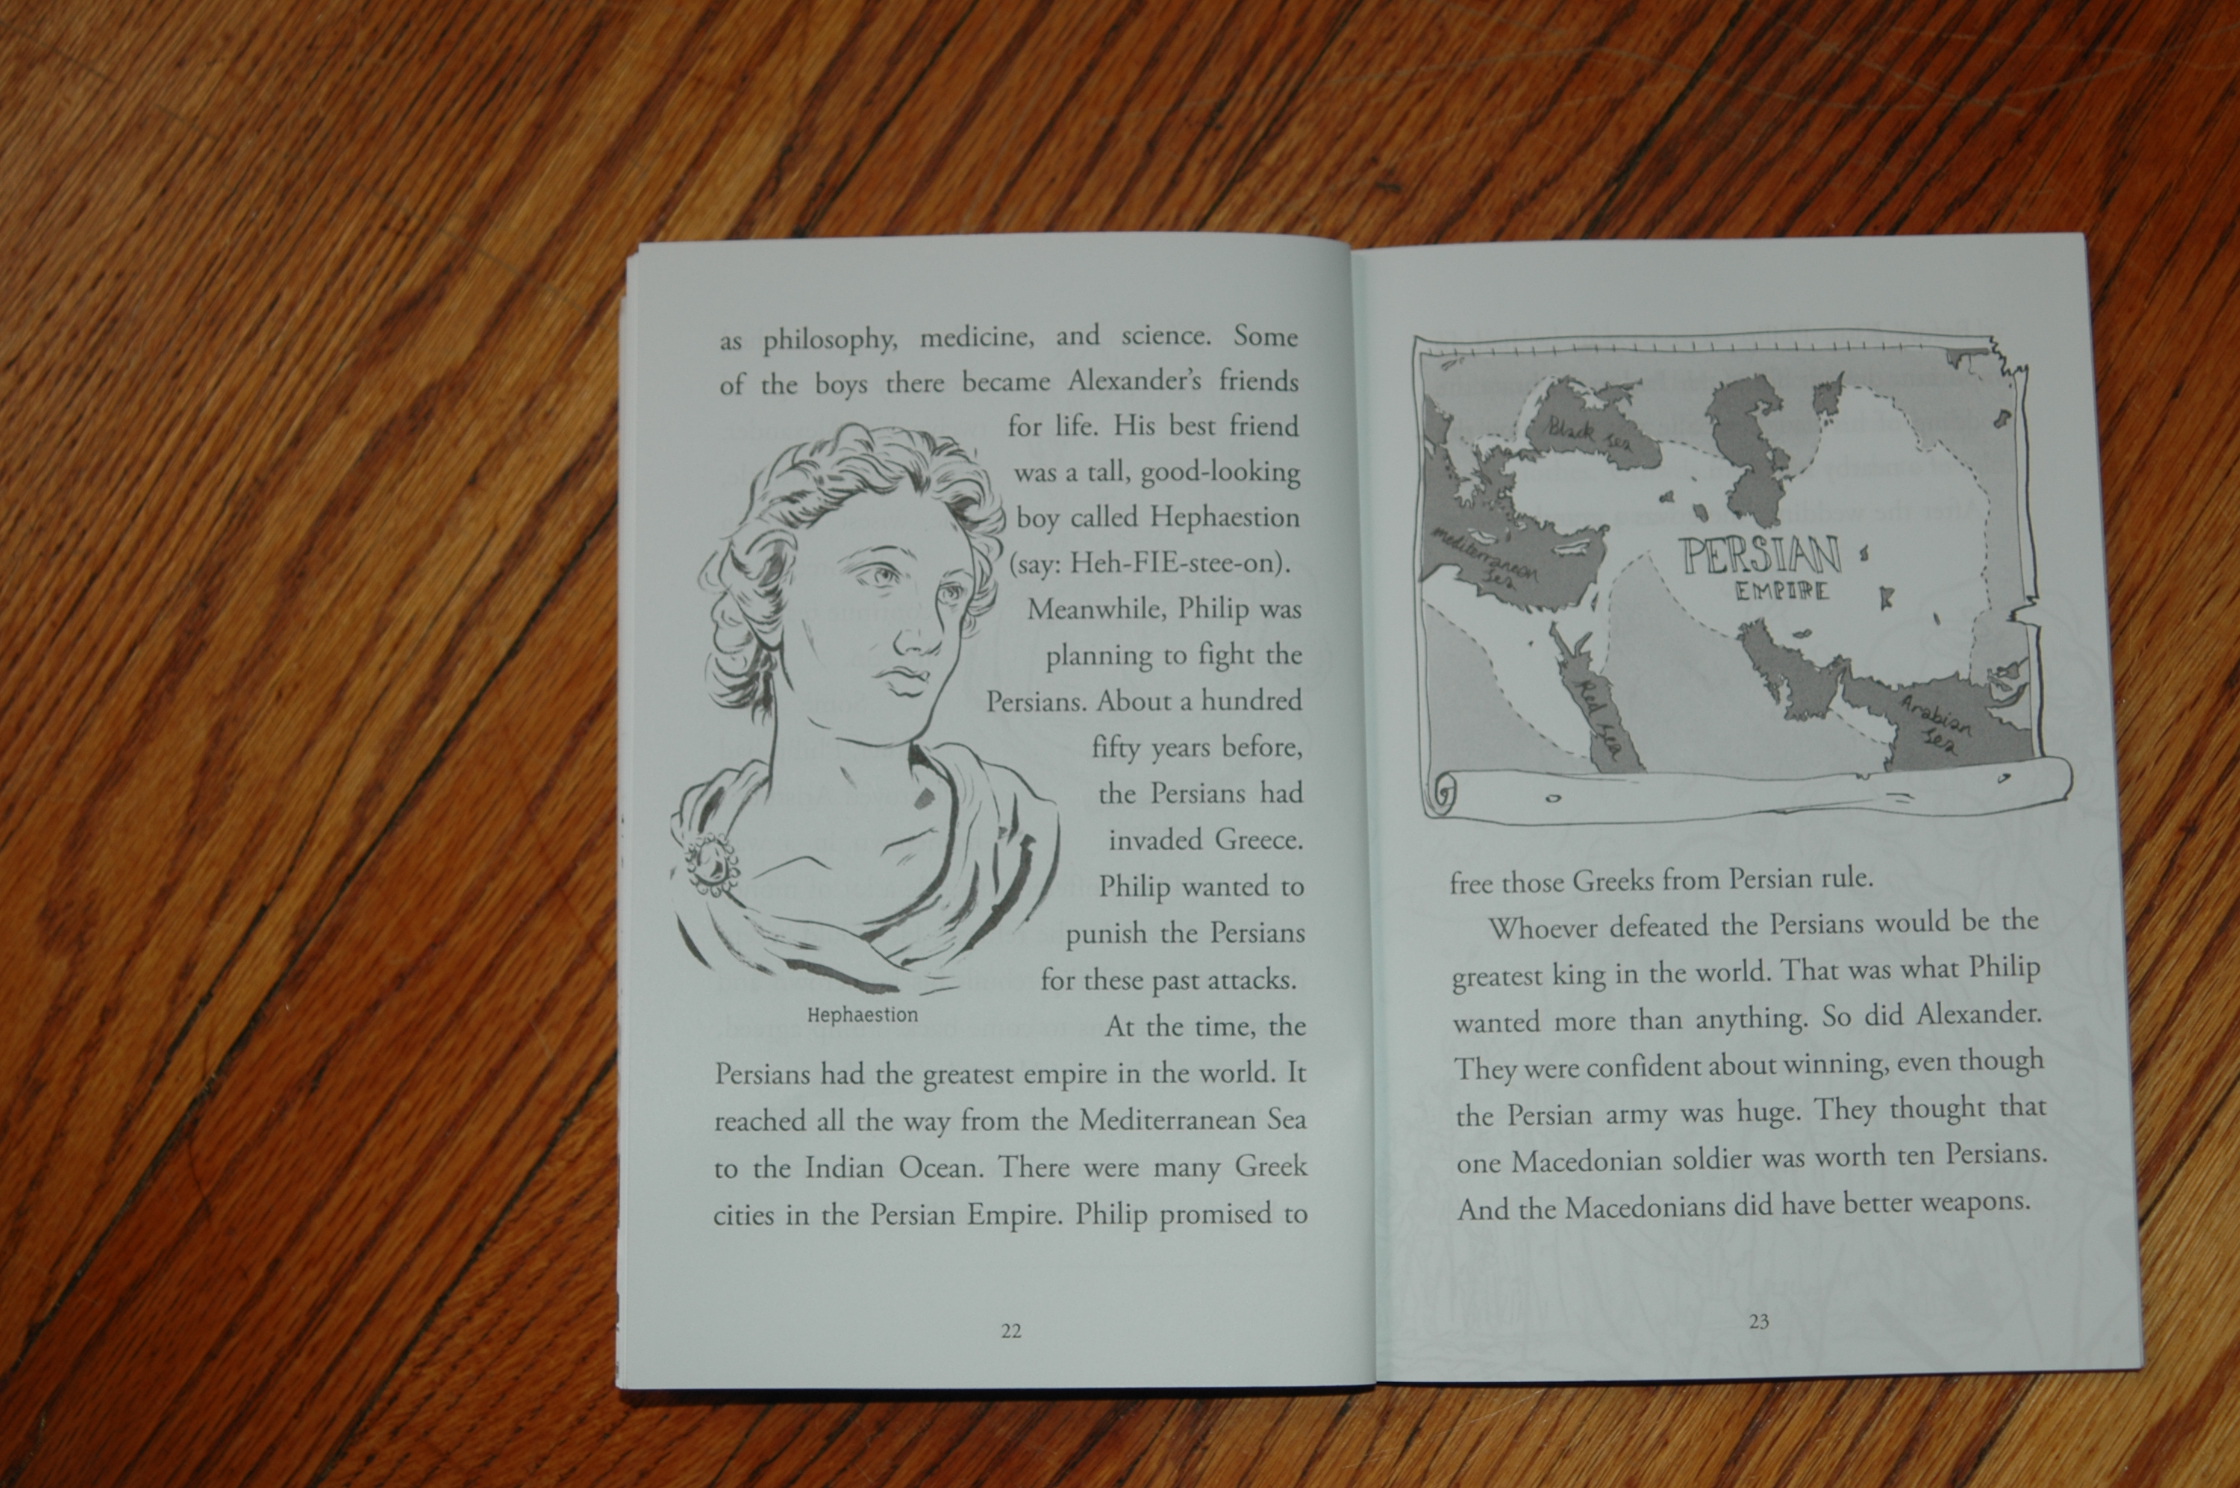 as philosophy, medicine, and science. Some
of the boys there became Alexander's friends
for life. His best friend
was a tall, good-looking
boy called Hephaestion
(say: Heh-FIE-stee-on).
Meanwhile, Philip was
planning to fight the
Persians. About a hundred
fifty years before,
the Persians had
invaded Greece.
Philip wanted to
punish the Persians
for these past attacks.
Hephaestion
At the time, the
Persians had the greatest empire in the world. It
reached all the way from the Mediterranean Sea
to the Indian Ocean. There were many Greek
cities in the Persian Empire. Philip promised to
22
Black Sea
mediterranean
Sea
PERSIAN
EMPIRE
Red Sea
Arabian
Sea
free those Greeks from Persian rule.
Whoever defeated the Persians would be the
greatest king in the world. That was what Philip
wanted more than anything. So did Alexander.
They were confident about winning, even though
the Persian army was huge. They thought that
one Macedonian soldier was worth ten Persians.
And the Macedonians did have better weapons.
23